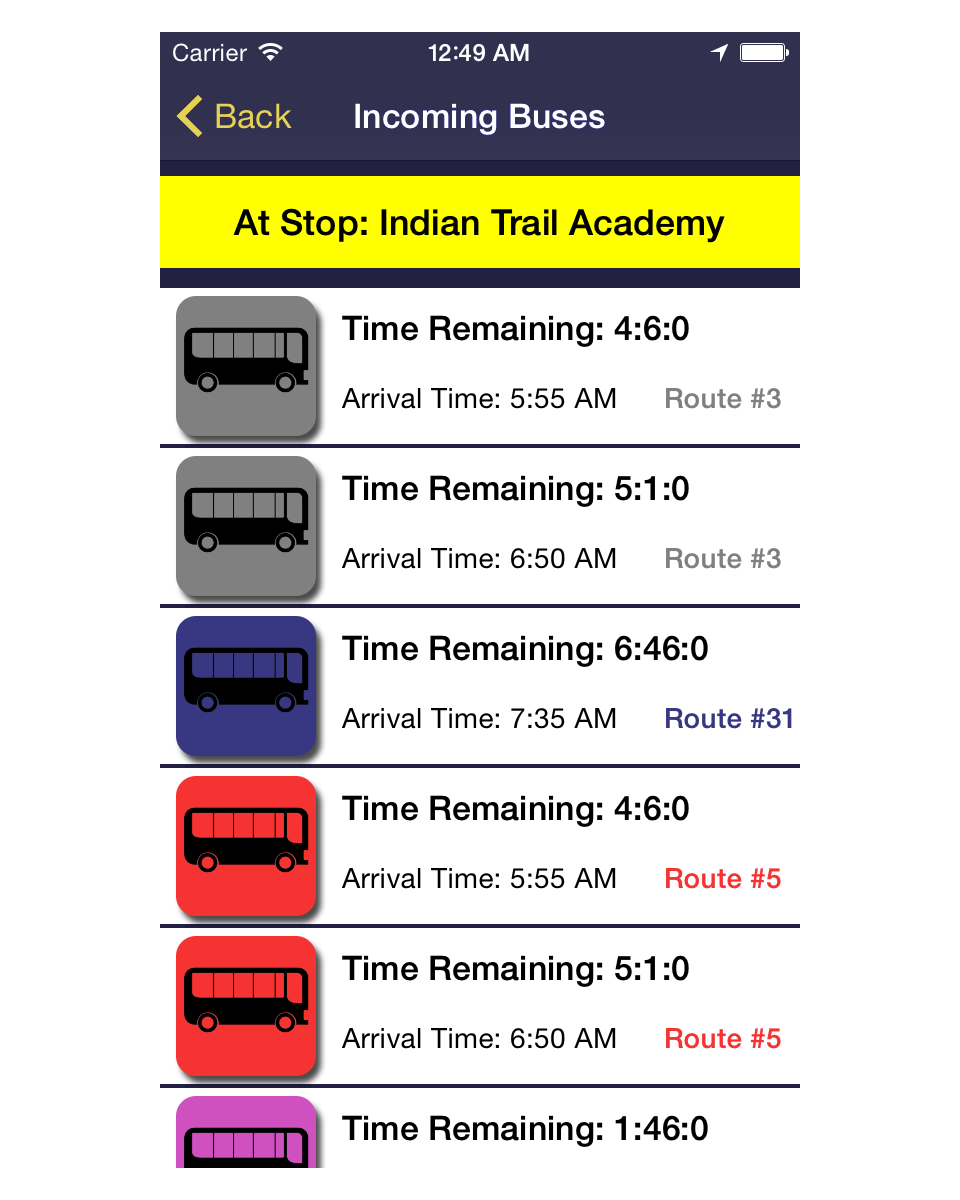 Carrier 12:49 AM
Back Incoming Buses
At Stop: Indian Trail Academy
Time Remaining: 4:6:0
Arrival Time: 5:55 AM Route #3
Time Remaining: 5:1:0
Arrival Time: 6:50 AM Route #3
Time Remaining: 6:46:0
Arrival Time: 7:35 AM Route #31
Time Remaining: 4:6:0
Arrival Time: 5:55 AM Route #5
Time Remaining: 5:1:0
Arrival Time: 6:50 AM Route #5
Time Remaining: 1:46:0